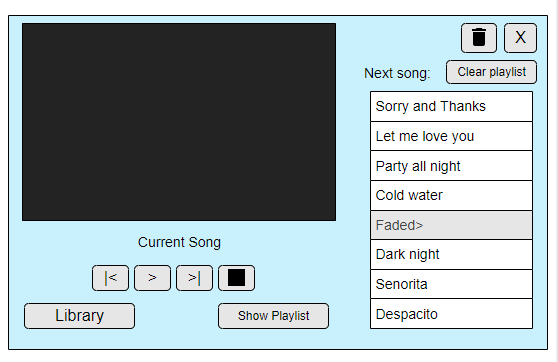 X
Next song:
Clear playlist
Sorry and Thanks
Let me love you
Party all night
Cold water
Faded>
Dark night
Senorita
Despacito
Current Song
|<
>
>|
Library
Show Playlist